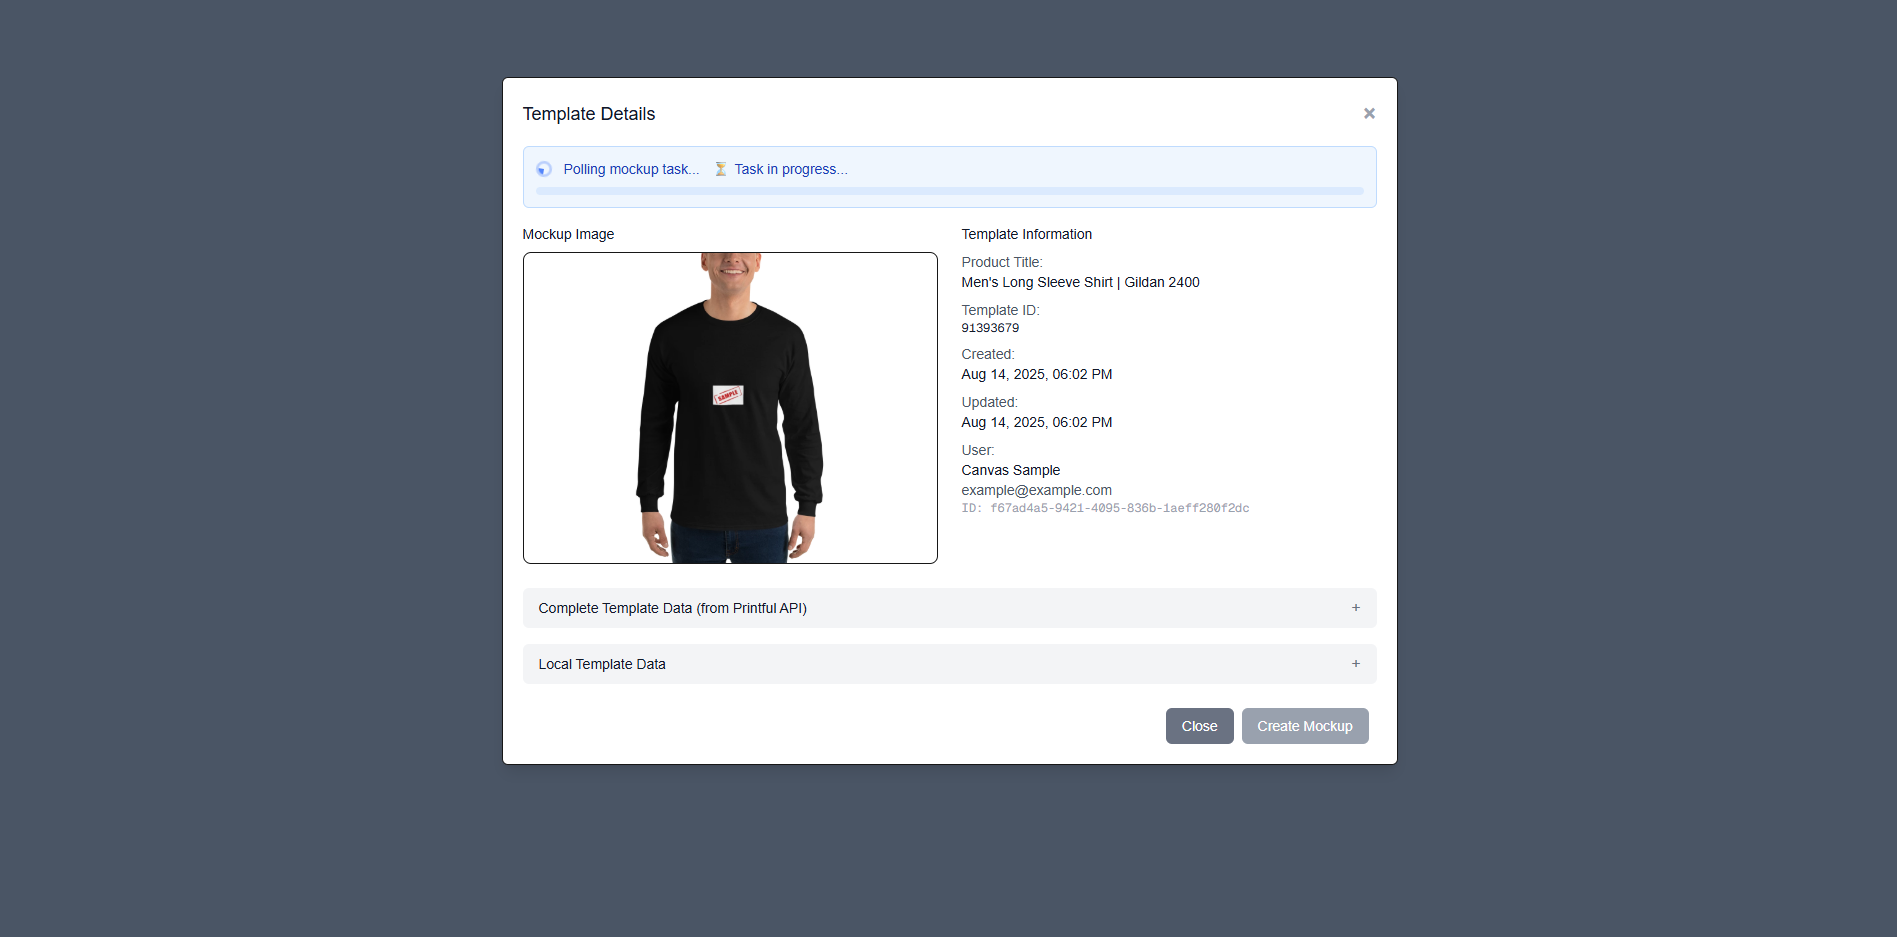 Template Details
×
Polling mockup task... ⏳ Task in progress...
Mockup Image
SAMPLE
Template Information
Product Title:
Men's Long Sleeve Shirt | Gildan 2400
Template ID:
91393679
Created:
Aug 14, 2025, 06:02 PM
Updated:
Aug 14, 2025, 06:02 PM
User:
Canvas Sample
example@example.com
ID: f67ad4a5-9421-4095-836b-1aeff280f2dc
Complete Template Data (from Printful API) +
Local Template Data +
Close
Create Mockup